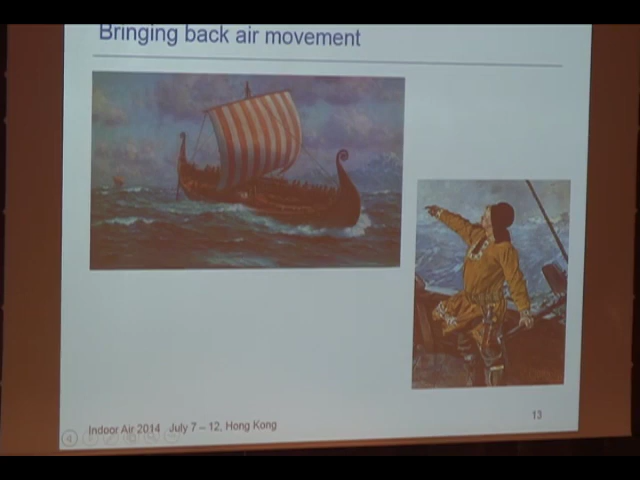 Bringing back air movement
Indoor Air 2014 July 7 – 12, Hong Kong
13